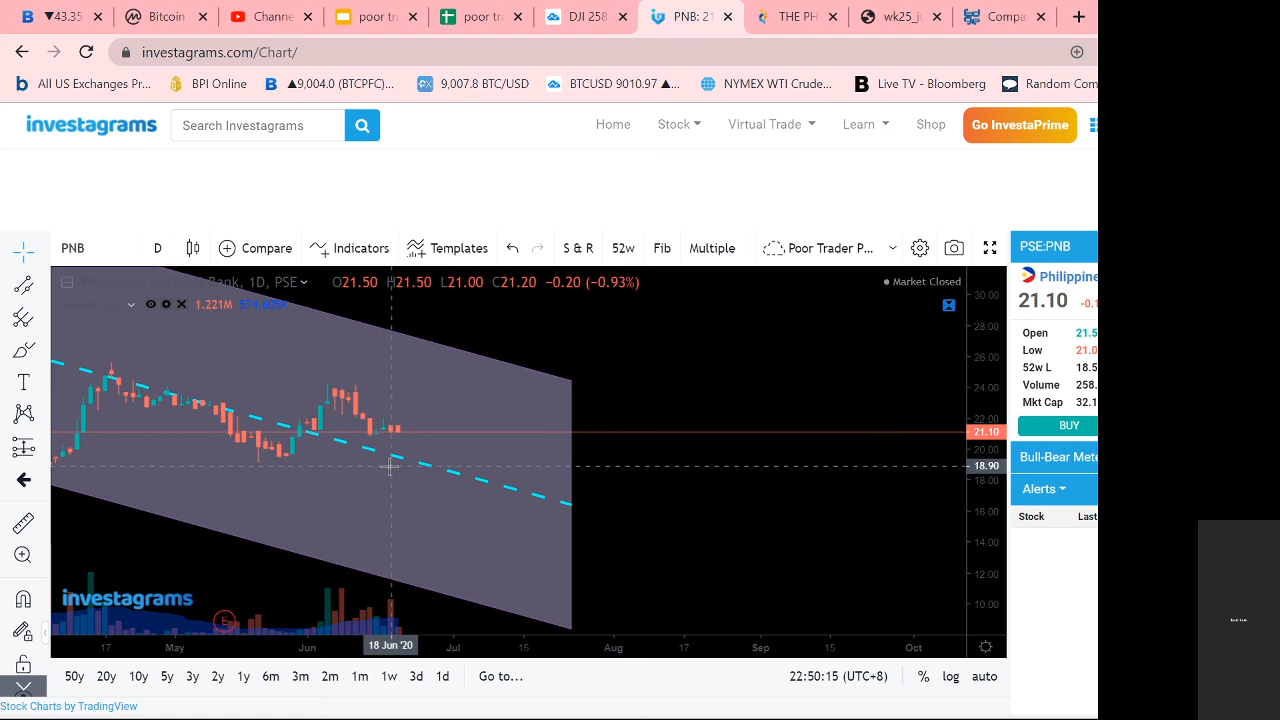 ▼43.35
Bitcoin
Channe
poor tra
poor tra
DJI 258
PNB: 21
THE PH
wk25_ju
Compa
investagrams.com/Chart/
All US Exchanges Pr...
BPI Online
▲9,004.0 (BTCPFC)...
9,007.8 BTC/USD
BTCUSD 9010.97 ▲...
NYMEX WTI Crude...
Live TV - Bloomberg
Random Com
investagrams
Search Investagrams
Home
Stock
Virtual Trade
Learn
Shop
Go InvestaPrime
PNB
D
Compare
Indicators
Templates
S & R
52w
Fib
Multiple
Poor Trader P...
PSE:PNB
Bank, 1D, PSE
O21.50 H21.50 L21.00 C21.20 -0.20 (-0.93%)
Market Closed
1.221M
574.605K
Philippine
21.10
Open 21.5
Low 21.0
52w L 18.5
Volume 258.
Mkt Cap 32.1
BUY
Bull-Bear Mete
Alerts
Stock Last
30.00
28.00
26.00
24.00
22.00
21.10
18.90
18.00
16.00
14.00
12.00
10.00
investagrams
E
17
May
Jun
18 Jun '20
Jul
15
Aug
17
Sep
15
Oct
50y 20y 10y 5y 3y 2y 1y 6m 3m 2m 1m 1w 3d 1d Go to...
22:50:15 (UTC+8)
% log auto
Stock Charts by TradingView